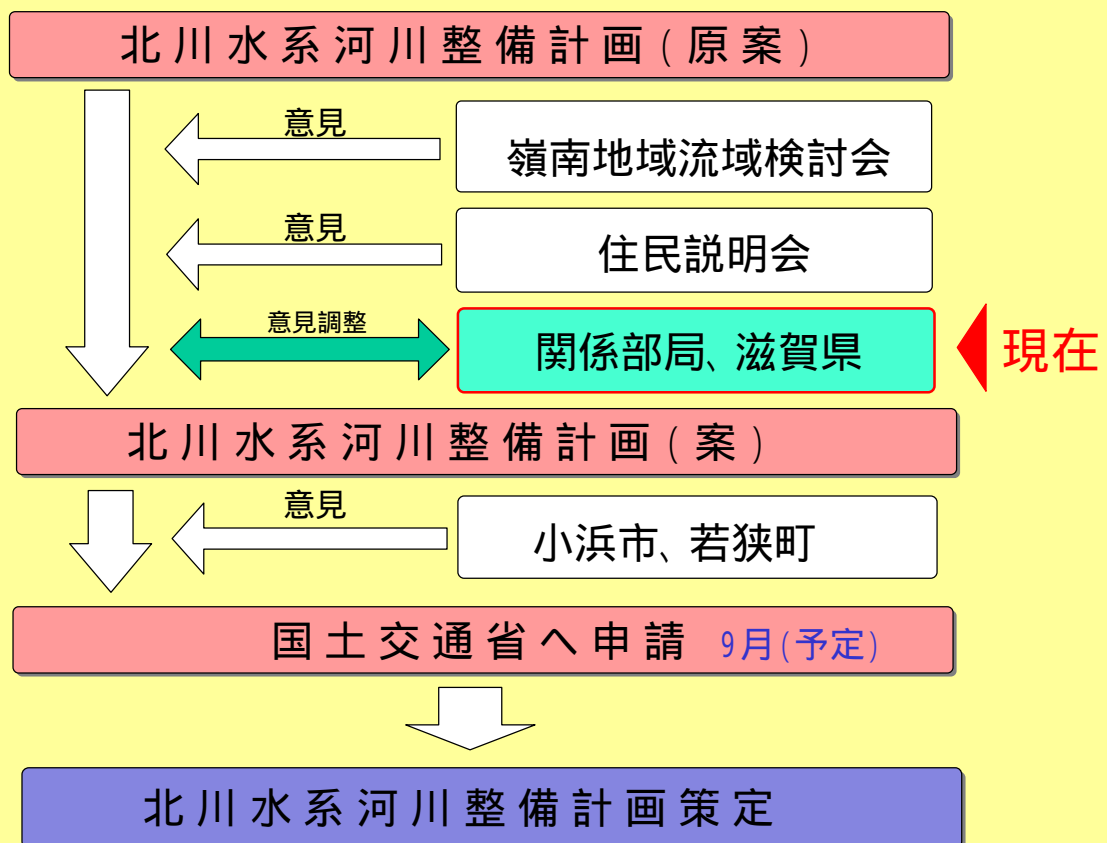 北川水系河川整備計画(原案)
意見
嶺南地域流域検討会
意見
住民説明会
意見調整
関係部局、滋賀県
現在
北川水系河川整備計画(案)
意見
小浜市、若狭町
国土交通省へ申請 9月(予定)
北川水系河川整備計画策定